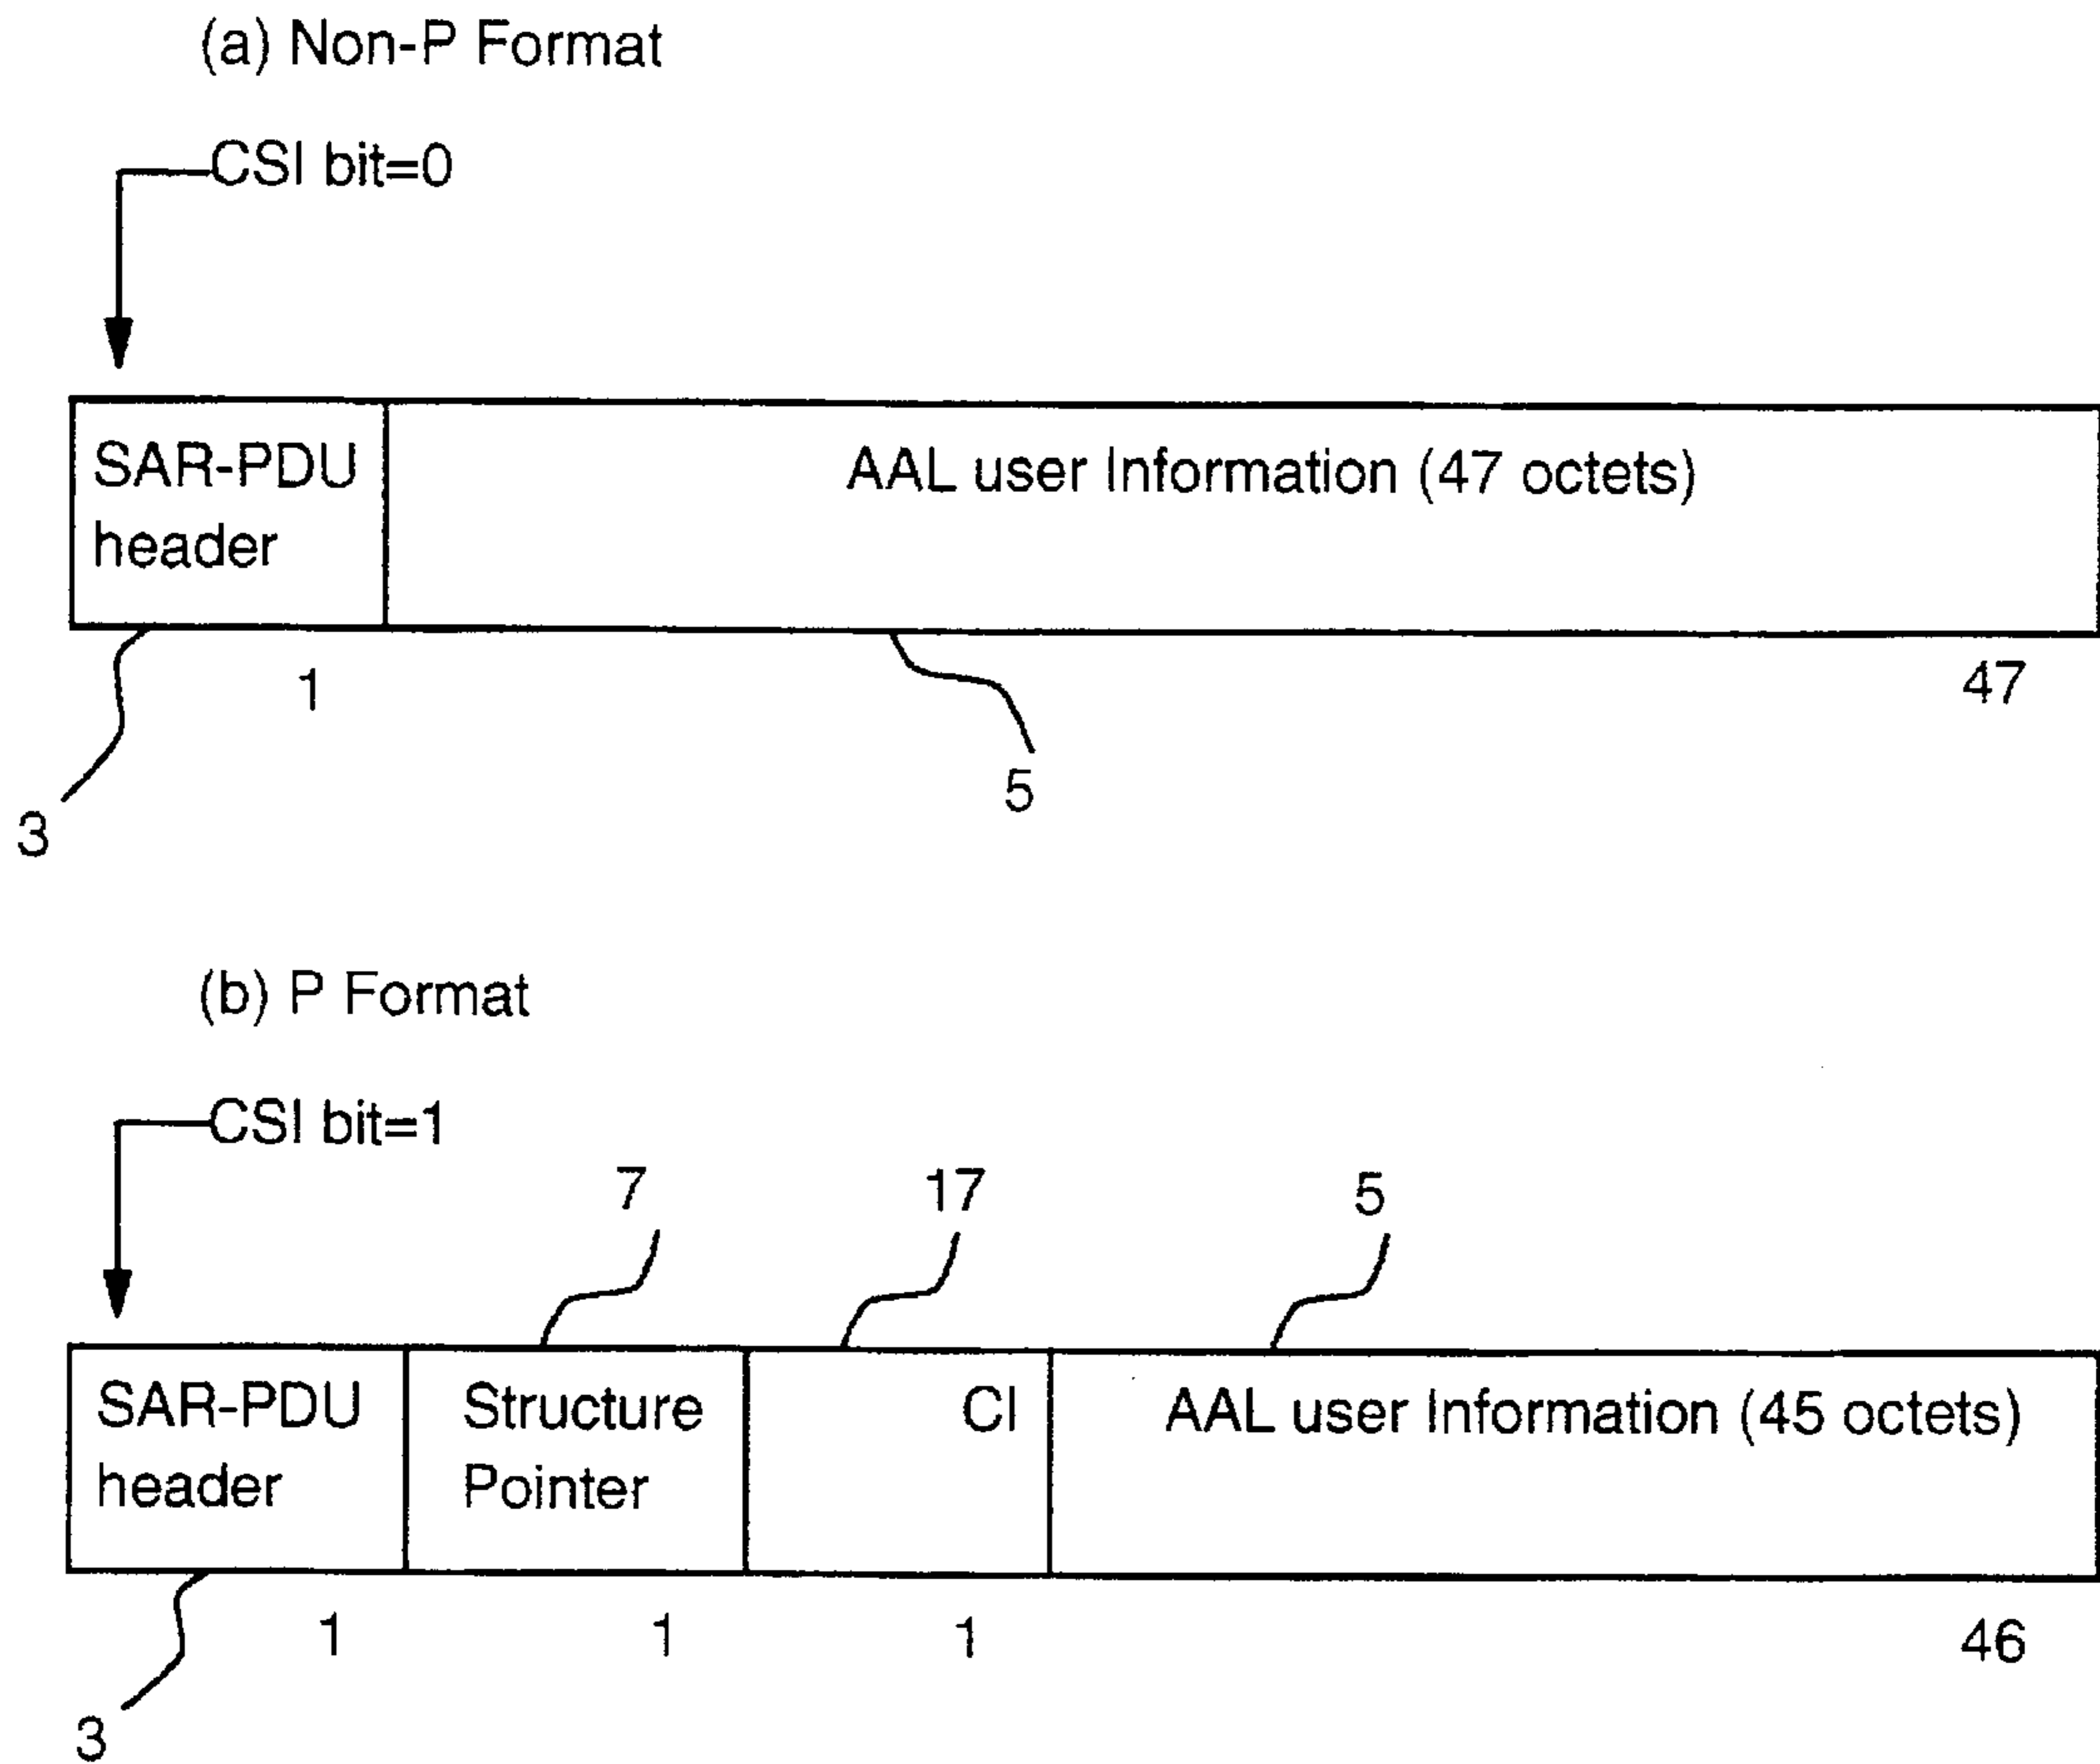 (a) Non-P Format
CSI bit=0
SAR-PDU
header
AAL user Information (47 octets)
1
47
3
5
(b) P Format
CSI bit=1
7
17
5
SAR-PDU
header
Structure
Pointer
CI
AAL user Information (45 octets)
1
1
1
46
3